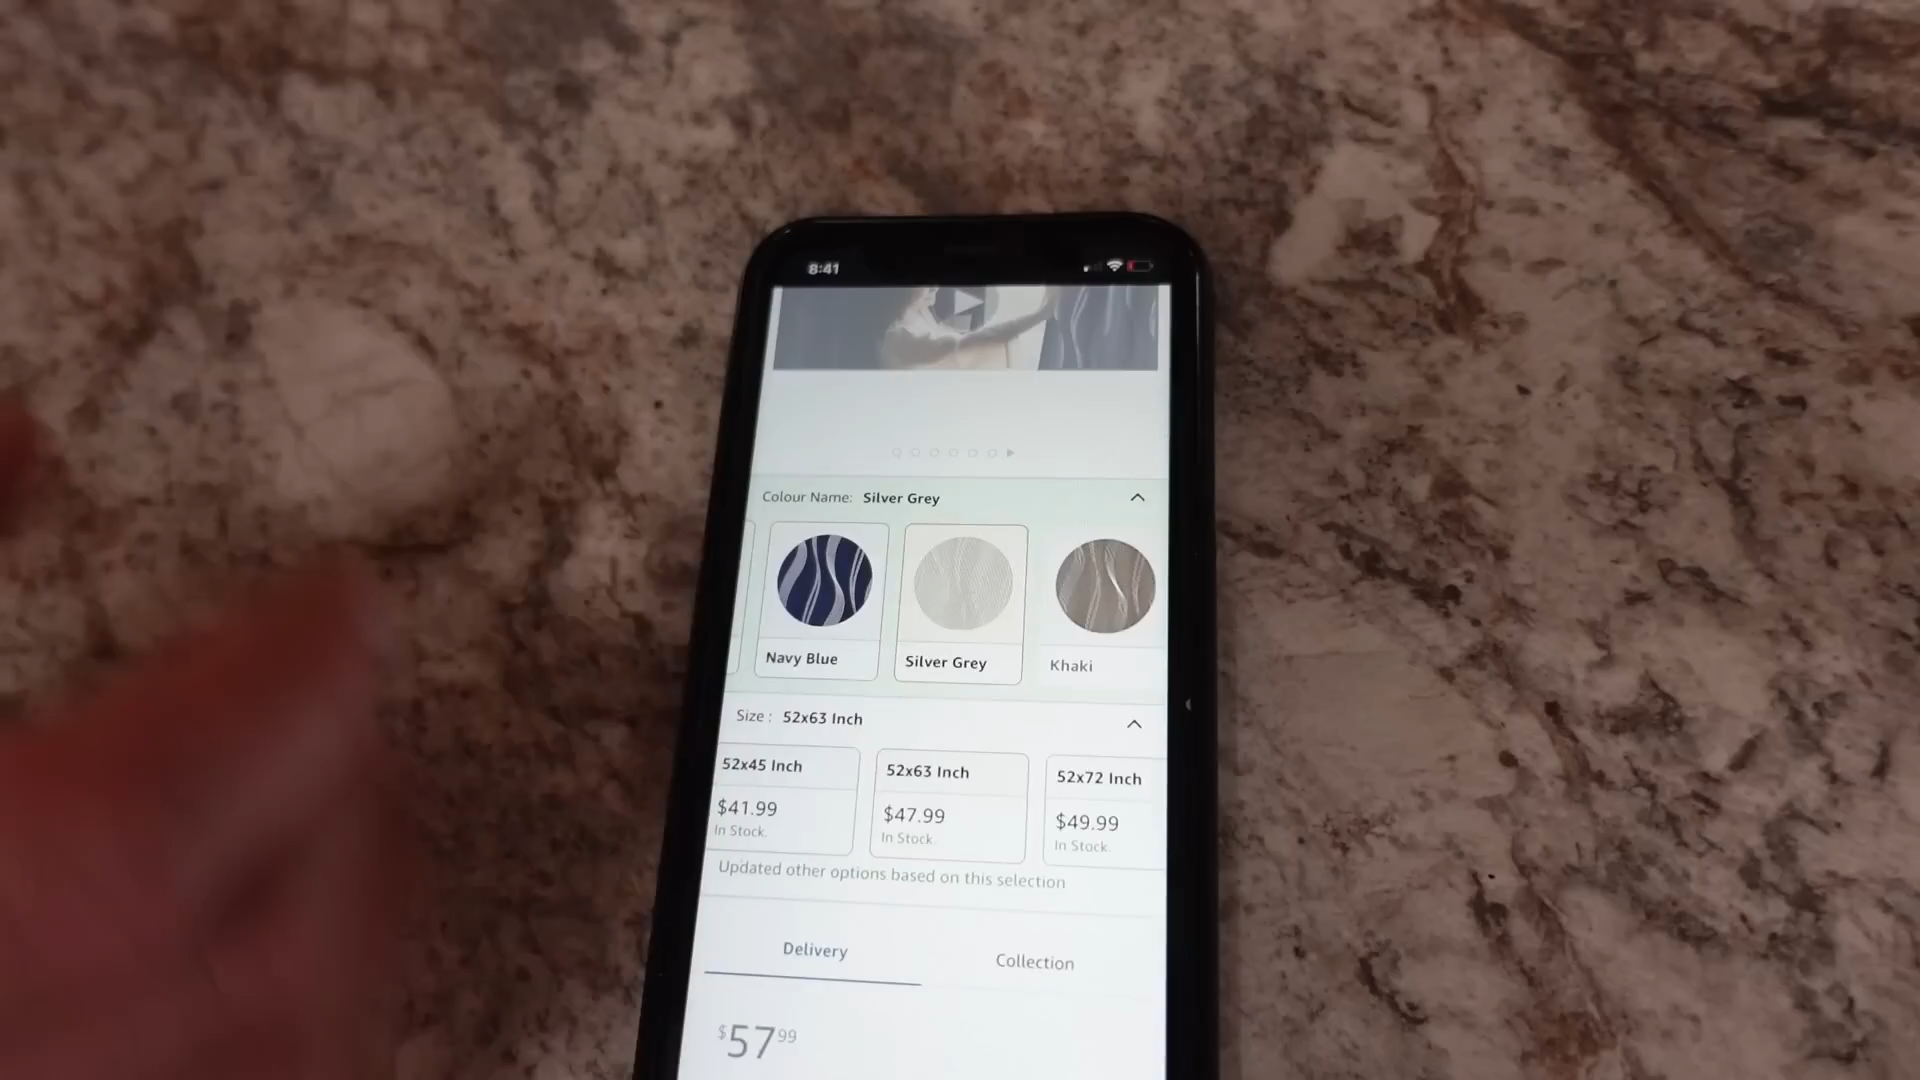 8:41
Colour Name: Silver Grey
Navy Blue
Silver Grey
Khaki
Size : 52x63 Inch
52x45 Inch
$41.99
In Stock.
52x63 Inch
$47.99
In Stock.
52x72 Inch
$49.99
In Stock.
Updated other options based on this selection
Delivery
Collection
$57 99